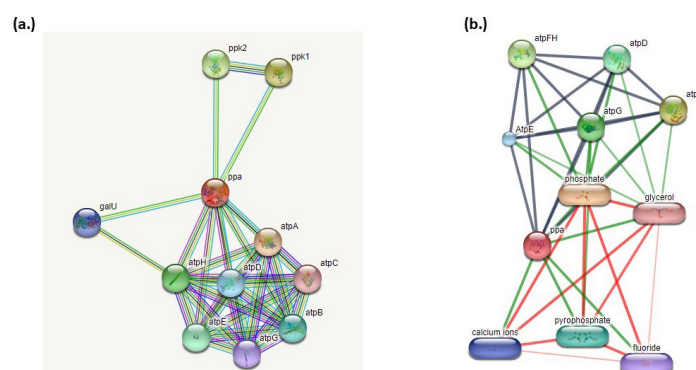 (a.)
ppk2
ppk1
ppa
galU
atpA
atpH
atpD
atpC
atpE
atpB
atpG
(b.)
atpFH
atpD
atp
AtpE
atpG
phosphate
glycerol
ppa
calcium ions
pyrophosphate
fluoride